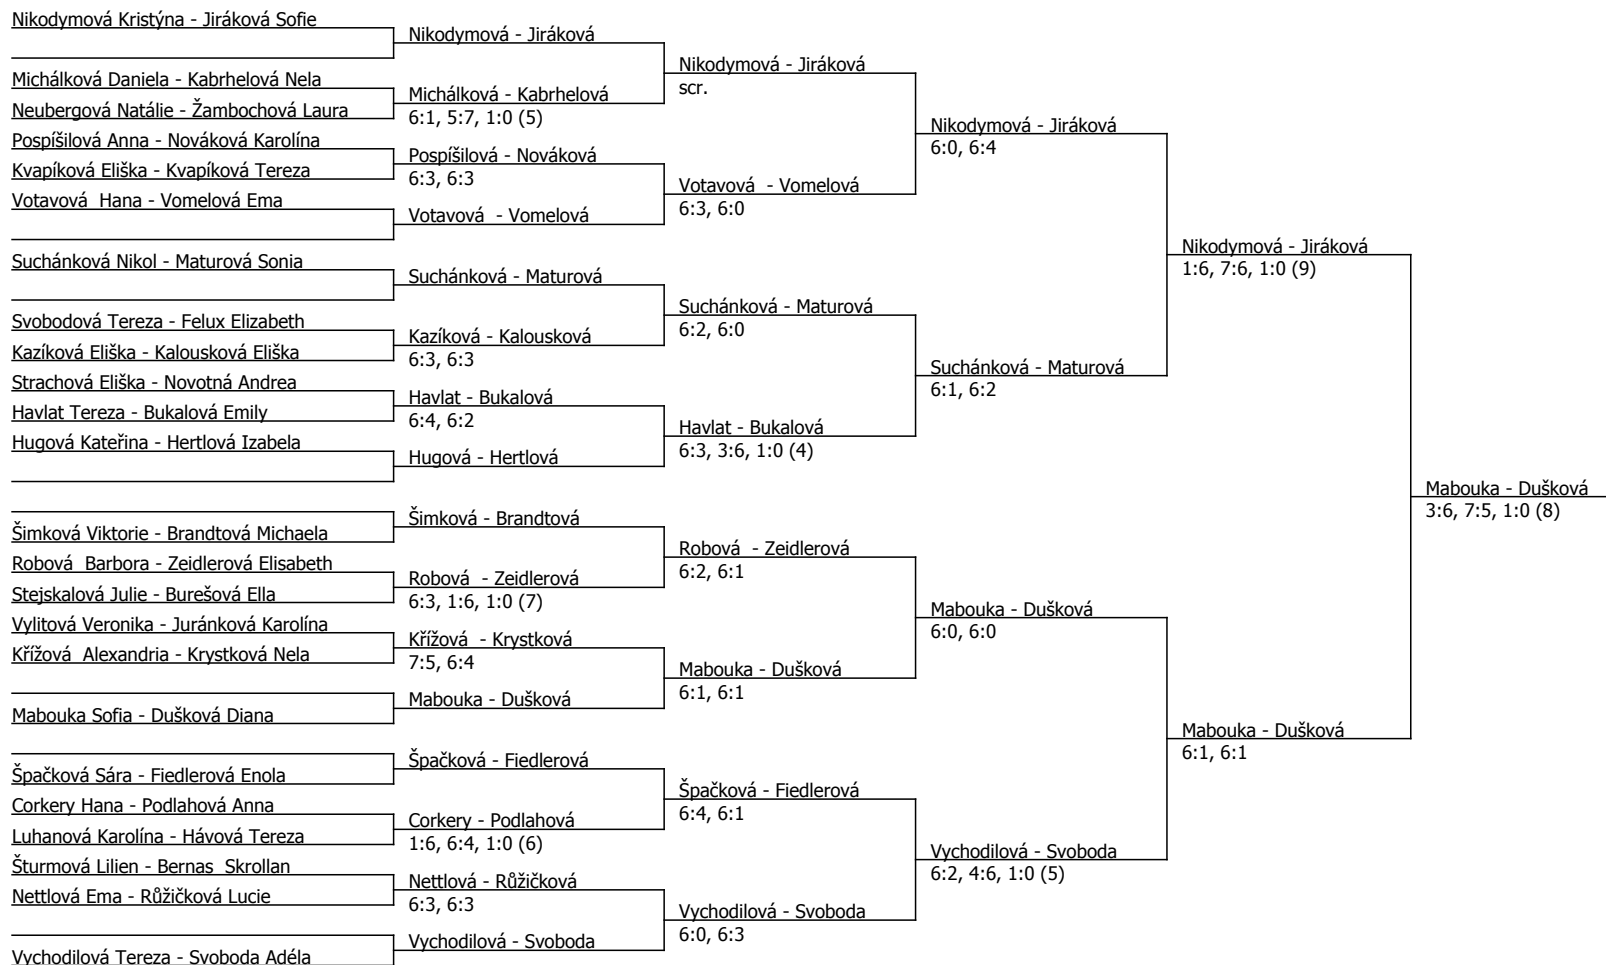 Nikodymová Kristýna - Jiráková Sofie
Michálková Daniela - Kabrhelová Nela
Neubergová Natálie - Žambochová Laura
Pospíšilová Anna - Nováková Karolína
Kvapíková Eliška - Kvapíková Tereza
Votavová  Hana - Vomelová Ema
Suchánková Nikol - Maturová Sonia
Svobodová Tereza - Felux Elizabeth
Kazíková Eliška - Kalousková Eliška
Strachová Eliška - Novotná Andrea
Havlat Tereza - Bukalová Emily
Hugová Kateřina - Hertlová Izabela
Šimková Viktorie - Brandtová Michaela
Robová  Barbora - Zeidlerová Elisabeth
Stejskalová Julie - Burešová Ella
Vylitová Veronika - Juránková Karolína
Křížová  Alexandria - Krystková Nela
Mabouka Sofia - Dušková Diana
Špačková Sára - Fiedlerová Enola
Corkery Hana - Podlahová Anna
Luhanová Karolína - Hávová Tereza
Šturmová Lilien - Bernas  Skrollan
Nettlová Ema - Růžičková Lucie
Vychodilová Tereza - Svoboda Adéla
Nikodymová - Jiráková
Michálková - Kabrhelová
6:1, 5:7, 1:0 (5)
Pospíšilová - Nováková
6:3, 6:3
Votavová  - Vomelová
Suchánková - Maturová
Kazíková - Kalousková
6:3, 6:3
Havlat - Bukalová
6:4, 6:2
Hugová - Hertlová
Šimková - Brandtová
Robová  - Zeidlerová
6:3, 1:6, 1:0 (7)
Křížová  - Krystková
7:5, 6:4
Mabouka - Dušková
Špačková - Fiedlerová
Corkery - Podlahová
1:6, 6:4, 1:0 (6)
Nettlová - Růžičková
6:3, 6:3
Vychodilová - Svoboda
Nikodymová - Jiráková
scr.
Votavová  - Vomelová
6:3, 6:0
Suchánková - Maturová
6:2, 6:0
Havlat - Bukalová
6:3, 3:6, 1:0 (4)
Robová  - Zeidlerová
6:2, 6:1
Mabouka - Dušková
6:1, 6:1
Špačková - Fiedlerová
6:4, 6:1
Vychodilová - Svoboda
6:0, 6:3
Nikodymová - Jiráková
6:0, 6:4
Suchánková - Maturová
6:1, 6:2
Mabouka - Dušková
6:0, 6:0
Vychodilová - Svoboda
6:2, 4:6, 1:0 (5)
Nikodymová - Jiráková
1:6, 7:6, 1:0 (9)
Mabouka - Dušková
6:1, 6:1
Mabouka - Dušková
3:6, 7:5, 1:0 (8)